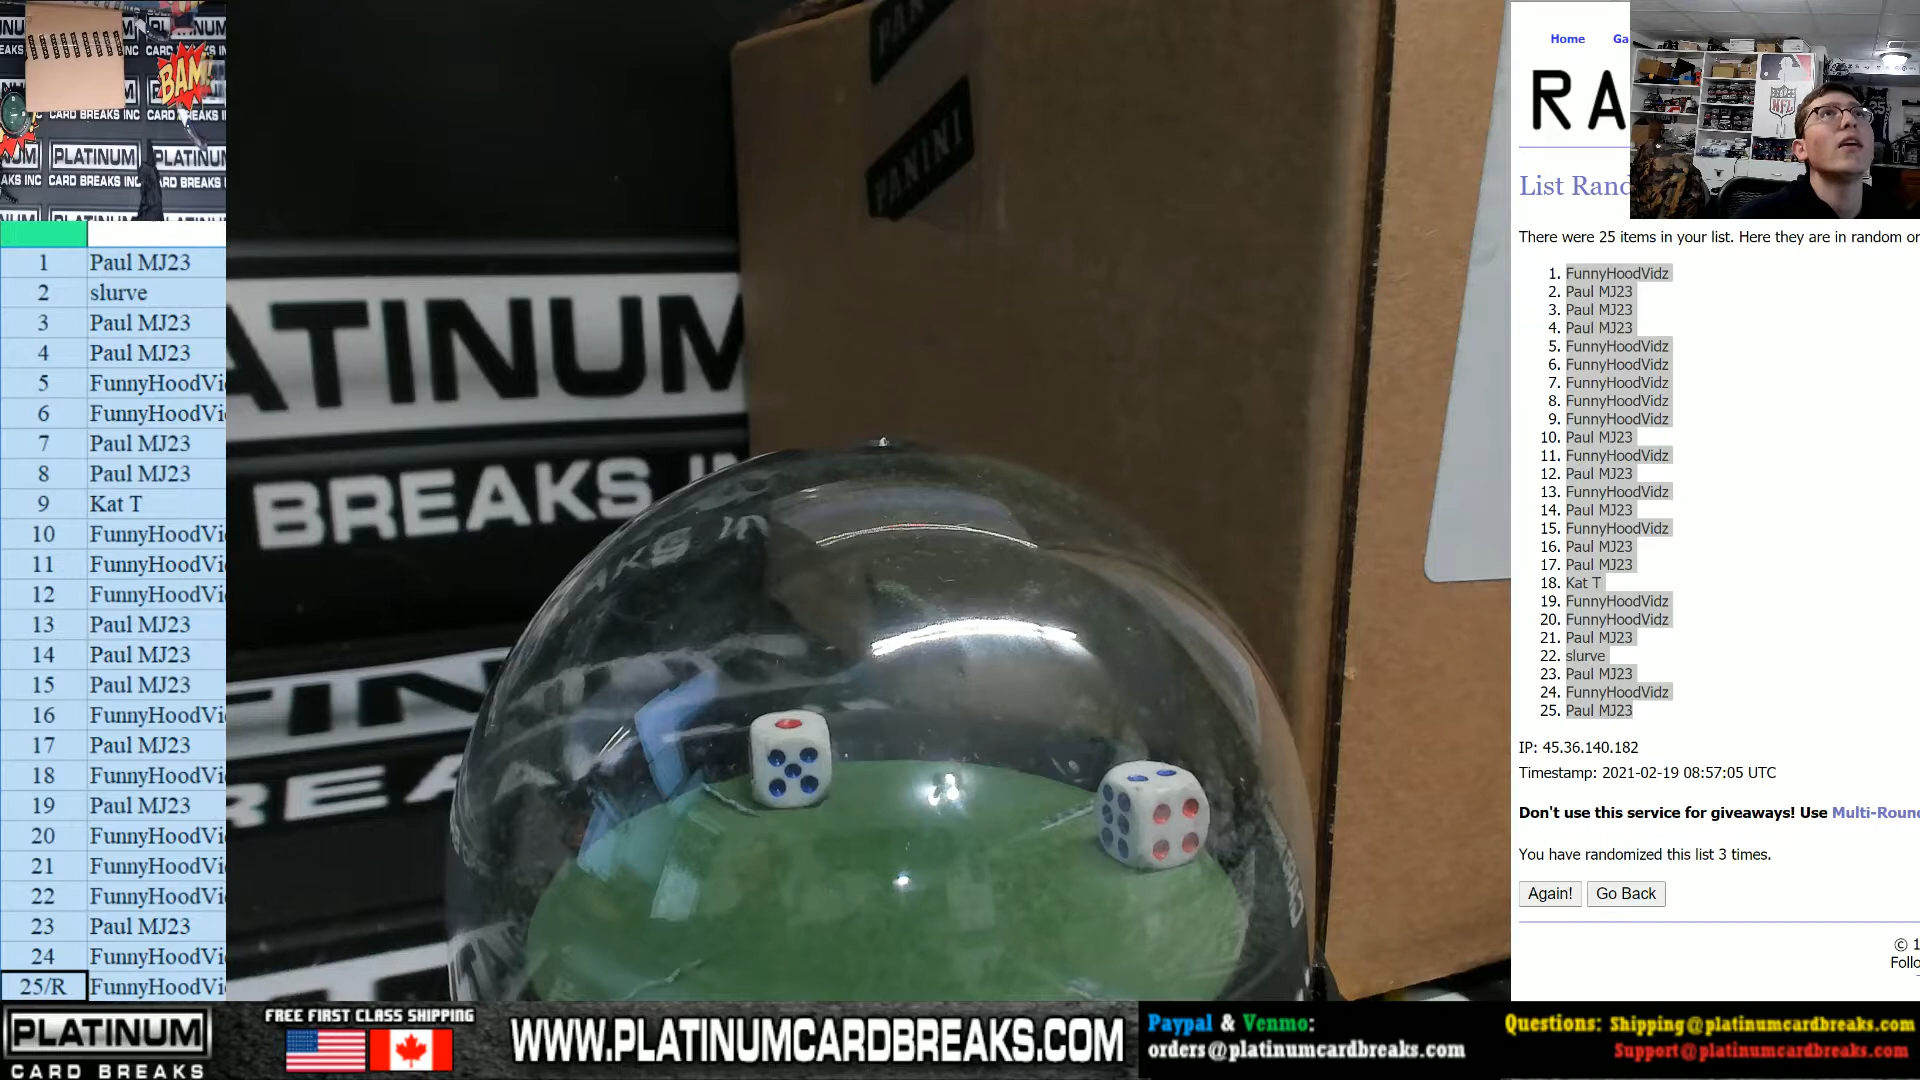 BAM!
CARD BREAKS INC
PLATINUM
CARD BREAKS INC
1 Paul MJ23
2 slurve
3 Paul MJ23
4 Paul MJ23
5 FunnyHoodVi
6 FunnyHoodVi
7 Paul MJ23
8 Paul MJ23
9 Kat T
10 FunnyHoodVi
11 FunnyHoodVi
12 FunnyHoodVi
13 Paul MJ23
14 Paul MJ23
15 Paul MJ23
16 FunnyHoodVi
17 Paul MJ23
18 FunnyHoodVi
19 Paul MJ23
20 FunnyHoodVi
21 FunnyHoodVi
22 FunnyHoodVi
23 Paul MJ23
24 FunnyHoodVi
25/R FunnyHoodVi
PANINI
ATINUM
BREAKS IN
Home Ga
RA
List Rand
There were 25 items in your list. Here they are in random or
1. FunnyHoodVidz
2. Paul MJ23
3. Paul MJ23
4. Paul MJ23
5. FunnyHoodVidz
6. FunnyHoodVidz
7. FunnyHoodVidz
8. FunnyHoodVidz
9. FunnyHoodVidz
10. Paul MJ23
11. FunnyHoodVidz
12. Paul MJ23
13. FunnyHoodVidz
14. Paul MJ23
15. FunnyHoodVidz
16. Paul MJ23
17. Paul MJ23
18. Kat T
19. FunnyHoodVidz
20. FunnyHoodVidz
21. Paul MJ23
22. slurve
23. Paul MJ23
24. FunnyHoodVidz
25. Paul MJ23
IP: 45.36.140.182
Timestamp: 2021-02-19 08:57:05 UTC
Don't use this service for giveaways! Use Multi-Roun
You have randomized this list 3 times.
Again! Go Back
© 1
Follo
PLATINUM
CARD BREAKS
FREE FIRST CLASS SHIPPING
WWW.PLATINUMCARDBREAKS.COM
Paypal & Venmo:
orders@platinumcardbreaks.com
Questions: Shipping@platinumcardbreaks.com
Support@platinumcardbreaks.com